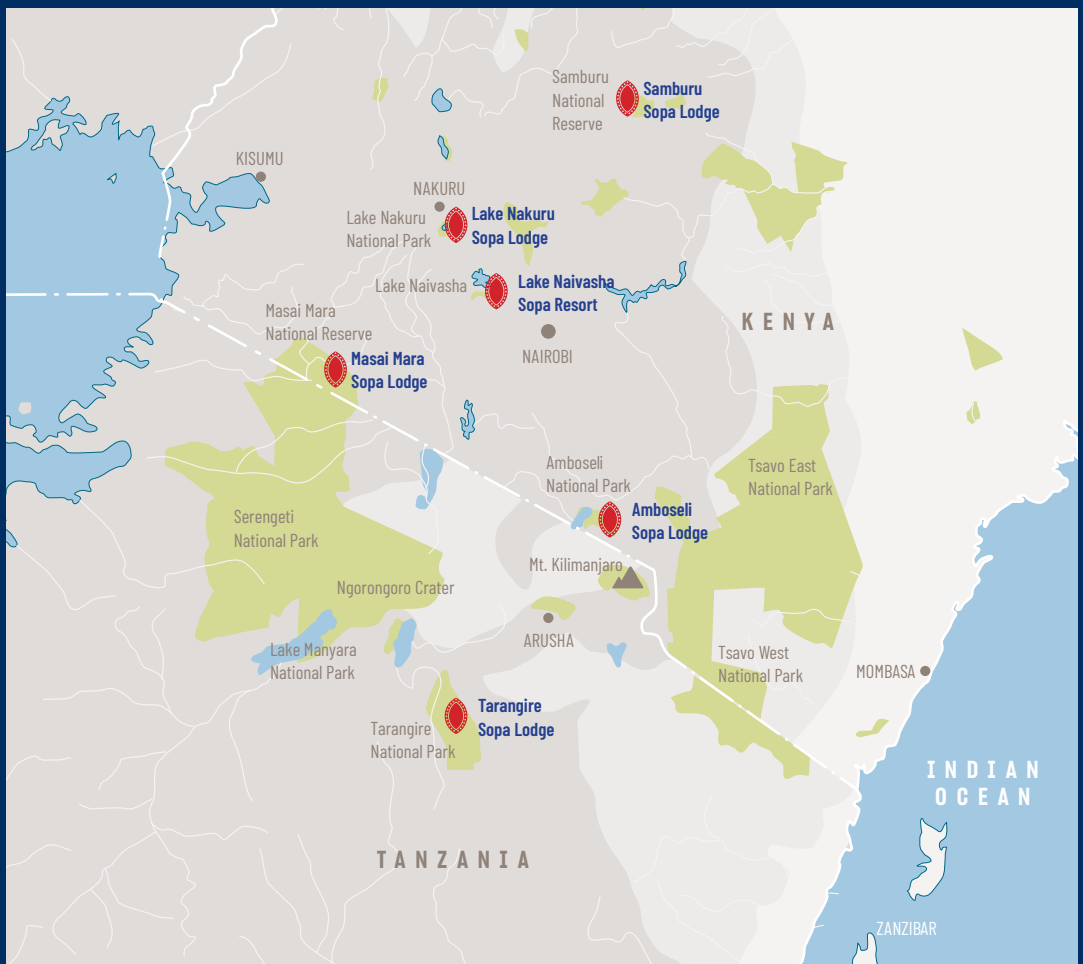 Samburu
National
Reserve
Samburu
Sopa Lodge
KISUMU
NAKURU
Lake Nakuru
National Park
Lake Nakuru
Sopa Lodge
Lake Naivasha
Lake Naivasha
Sopa Resort
Masai Mara
National Reserve
KENYA
NAIROBI
Masai Mara
Sopa Lodge
Amboseli
National Park
Tsavo East
National Park
Amboseli
Sopa Lodge
Serengeti
National Park
Mt. Kilimanjaro
Ngorongoro Crater
ARUSHA
Lake Manyara
National Park
Tsavo West
National Park
MOMBASA
Tarangire
Sopa Lodge
Tarangire
National Park
INDIAN
OCEAN
TANZANIA
ZANZIBAR